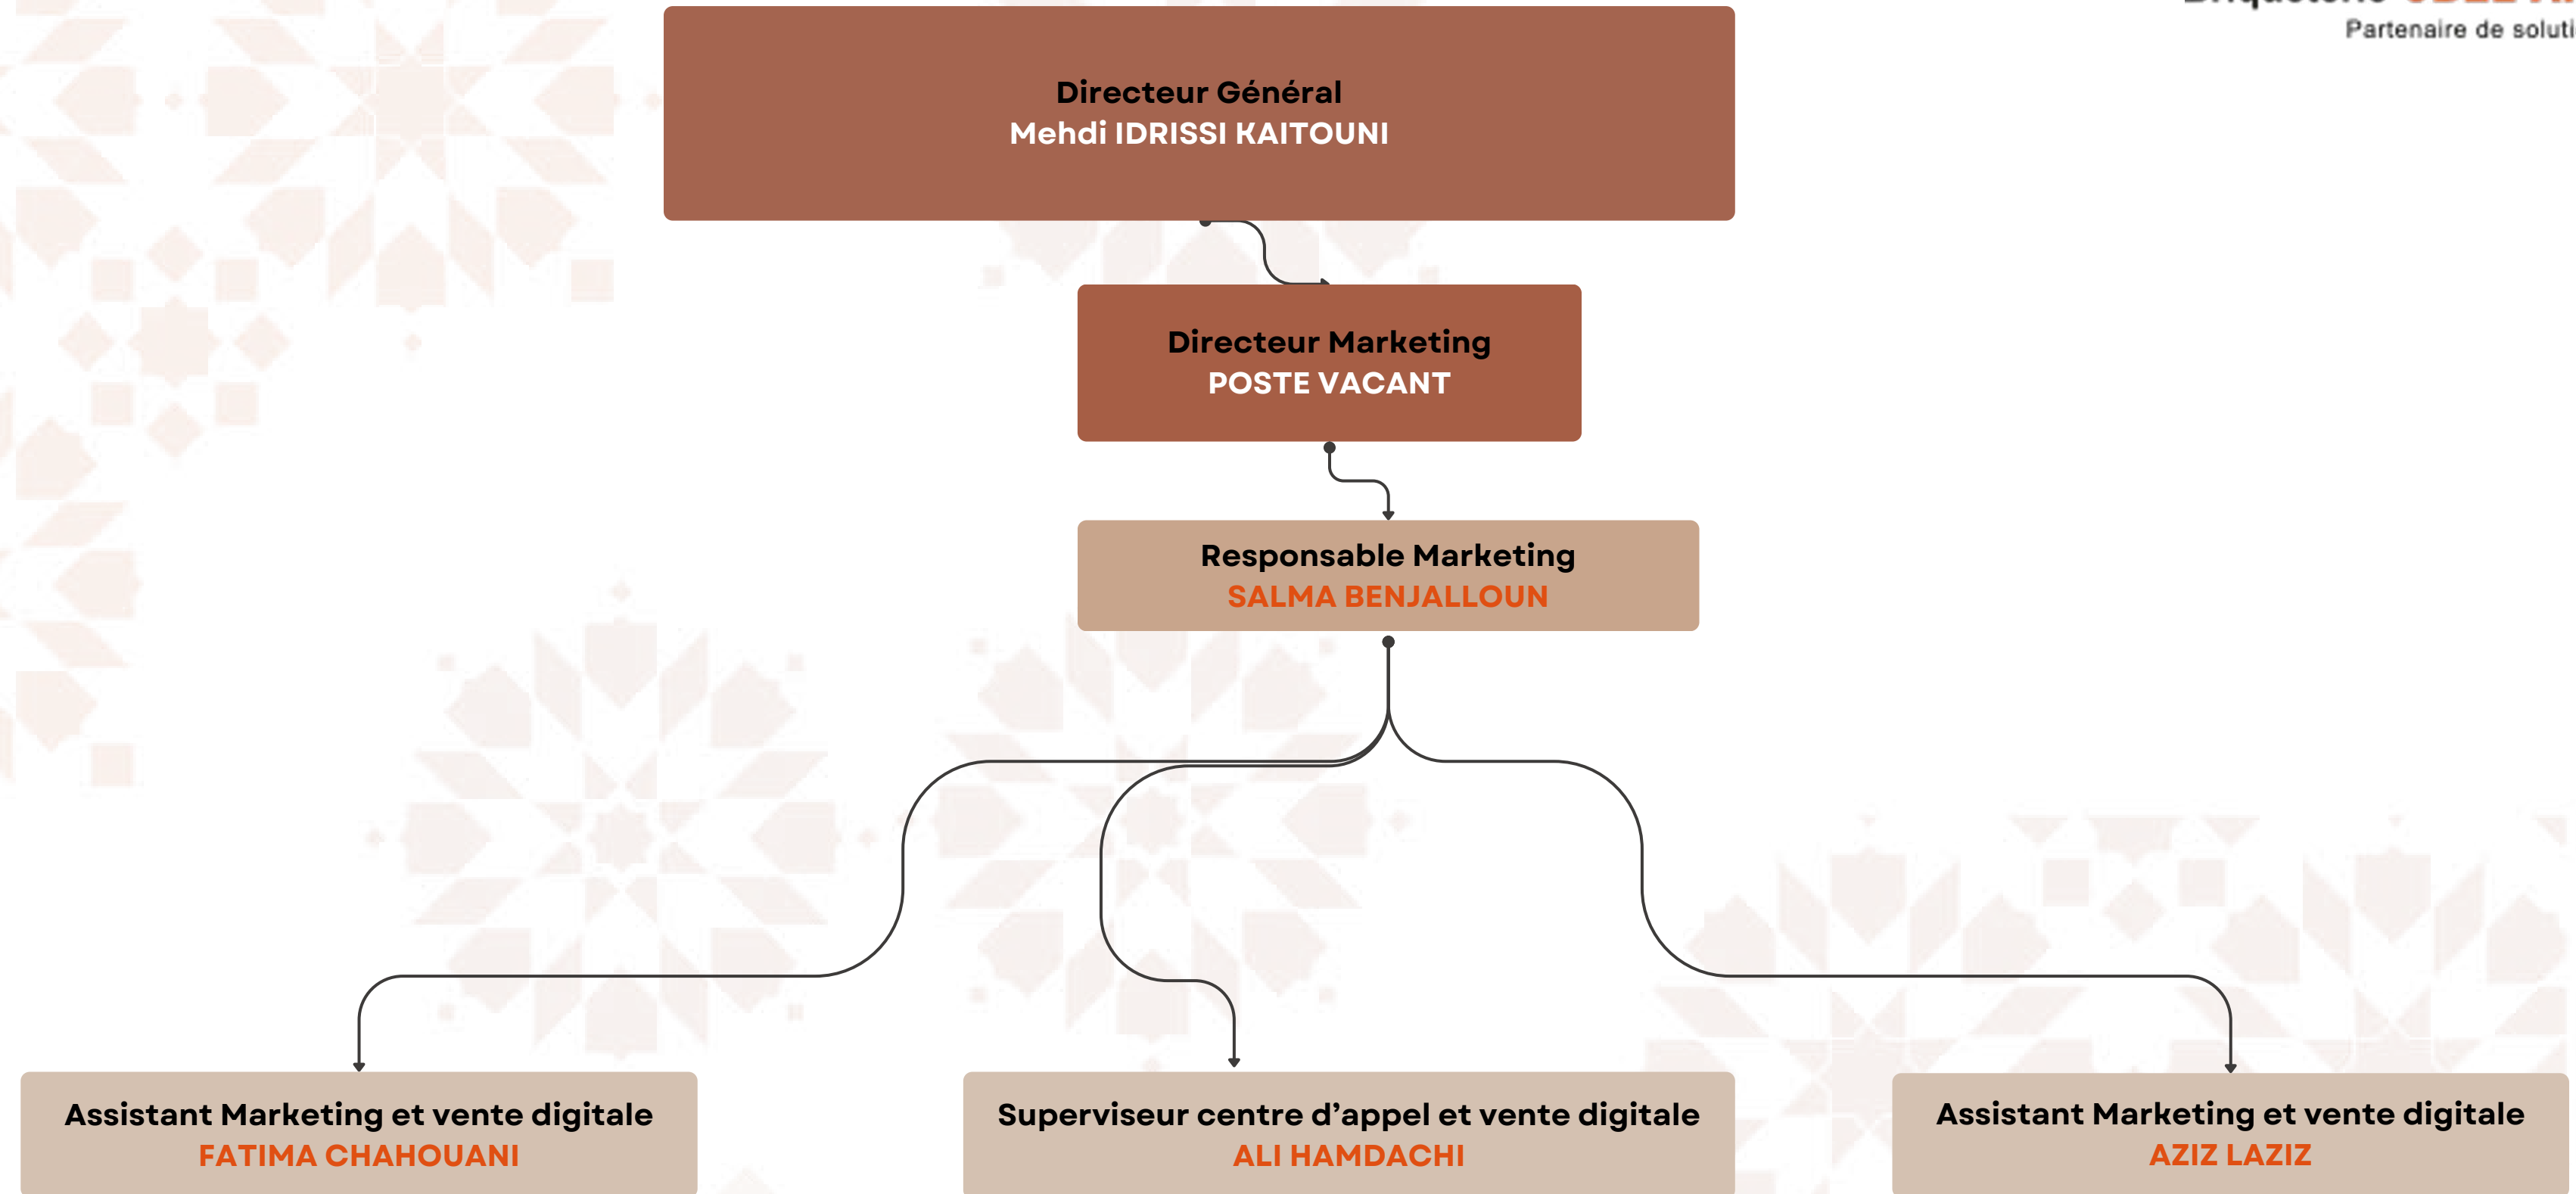 Briqueterie
Partenaire de soluti
Directeur Général
Mehdi IDRISSI KAITOUNI
Directeur Marketing
POSTE VACANT
Responsable Marketing
SALMA BENJALLOUN
Assistant Marketing et vente digitale
FATIMA CHAHOUANI
Superviseur centre d’appel et vente digitale
ALI HAMDACHI
Assistant Marketing et vente digitale
AZIZ LAZIZ